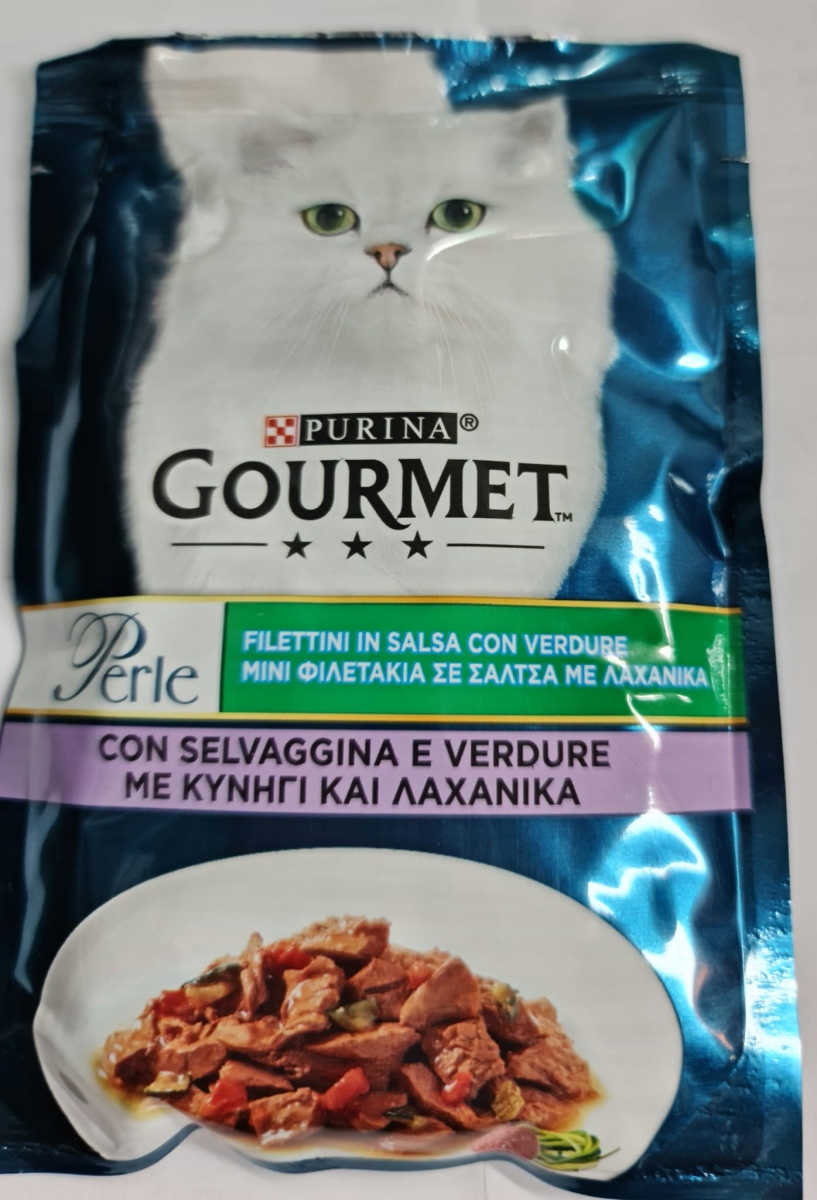 PURINA®
GOURMET™
Perle
FILETTINI IN SALSA CON VERDURE
ΜΙΝΙ ΦΙΛΕΤΑΚΙΑ ΣΕ ΣΑΛΤΣΑ ΜΕ ΛΑΧΑΝΙΚΑ
CON SELVAGGINA E VERDURE
ΜΕ ΚΥΝΗΓΙ ΚΑΙ ΛΑΧΑΝΙΚΑ